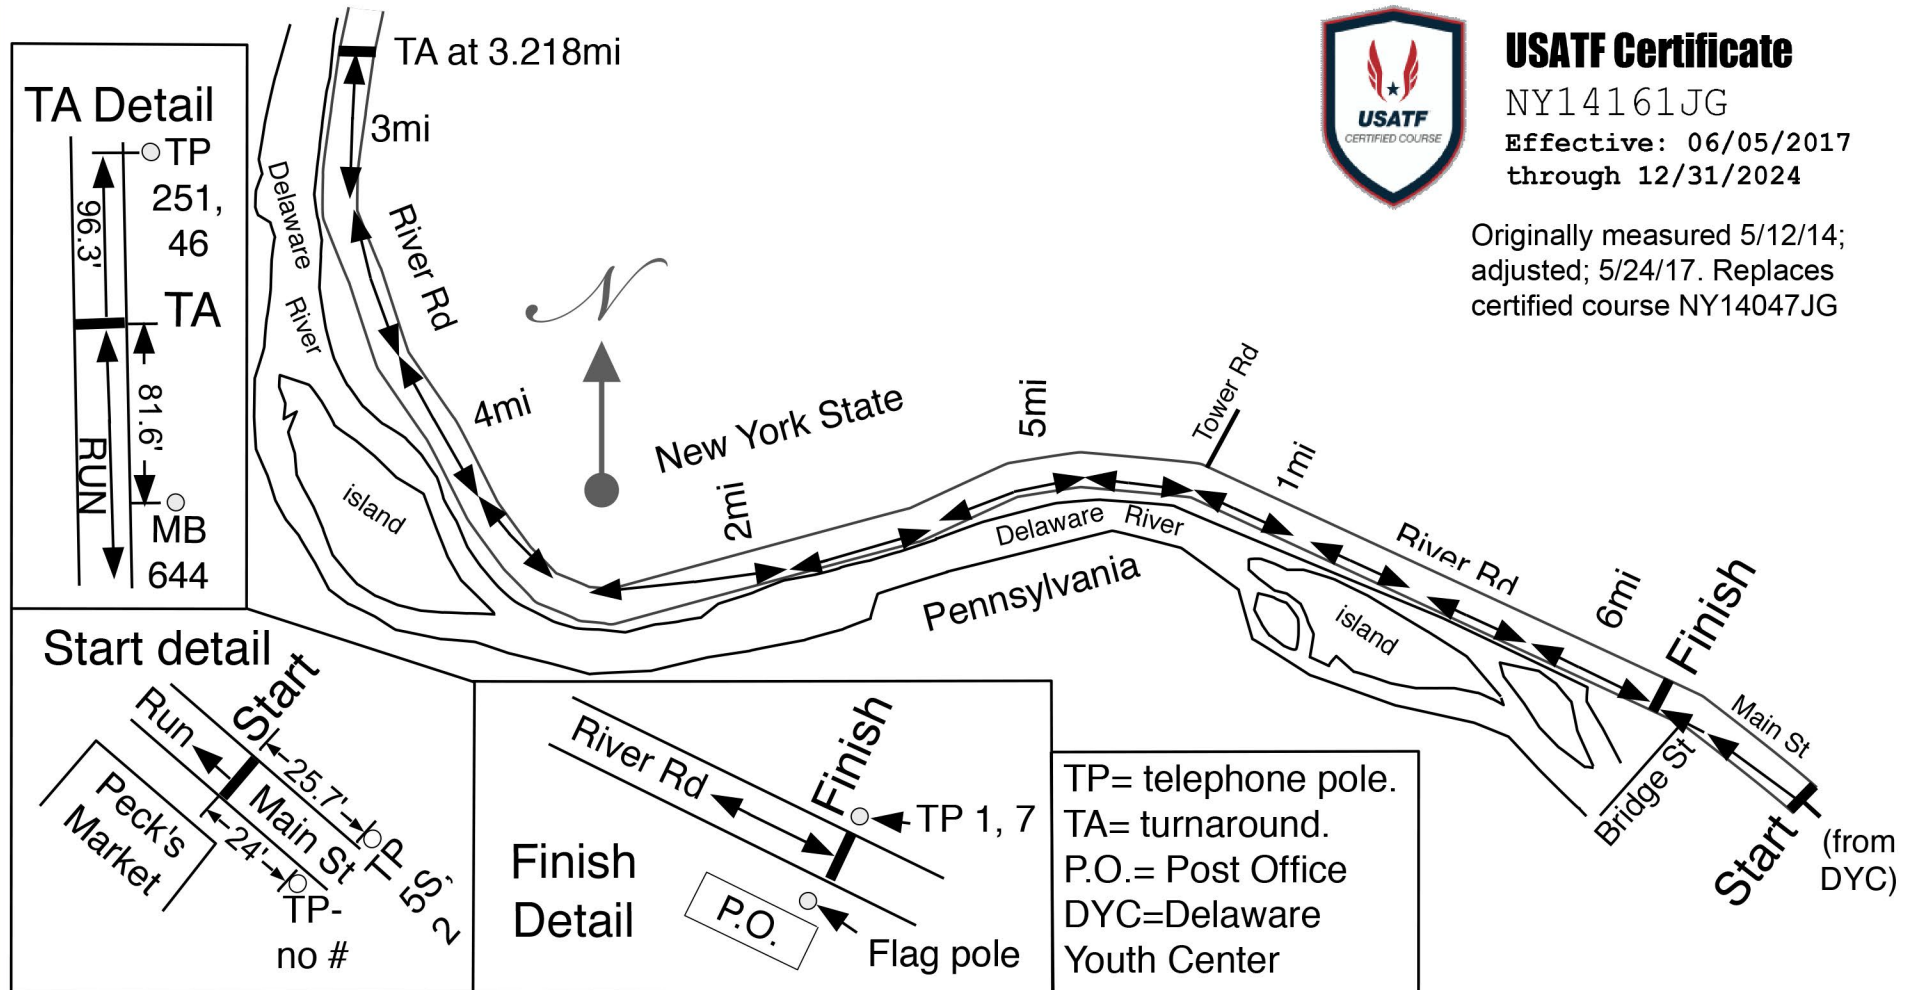 TA at 3.218mi
3mi
TA Detail
TP
251,
46
96.3'
TA
81.6'
RUN
MB
644
Delaware
River
River Rd
4mi
island
N
New York State
2mi
5mi
Tower Rd
1mi
Delaware River
Pennsylvania
River Rd
island
6mi
Finish
Main St
Bridge St
Start
(from
DYC)
USATF
CERTIFIED COURSE
USATF Certificate
NY14161JG
Effective: 06/05/2017
through 12/31/2024
Originally measured 5/12/14;
adjusted; 5/24/17. Replaces
certified course NY14047JG
Start detail
Start
Run
25.7'
Main St
24'
Peck's
Market
TP
5S,
2
TP-
no #
River Rd
Finish
TP 1, 7
Finish
Detail
P.O.
Flag pole
TP= telephone pole.
TA= turnaround.
P.O.= Post Office
DYC=Delaware
Youth Center